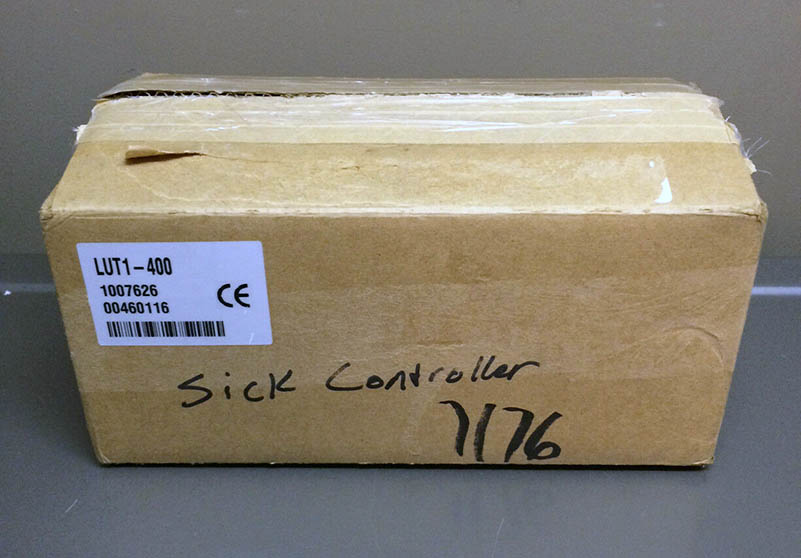 LUT1-400
1007626
00460116
CE
Sick Controller
7176